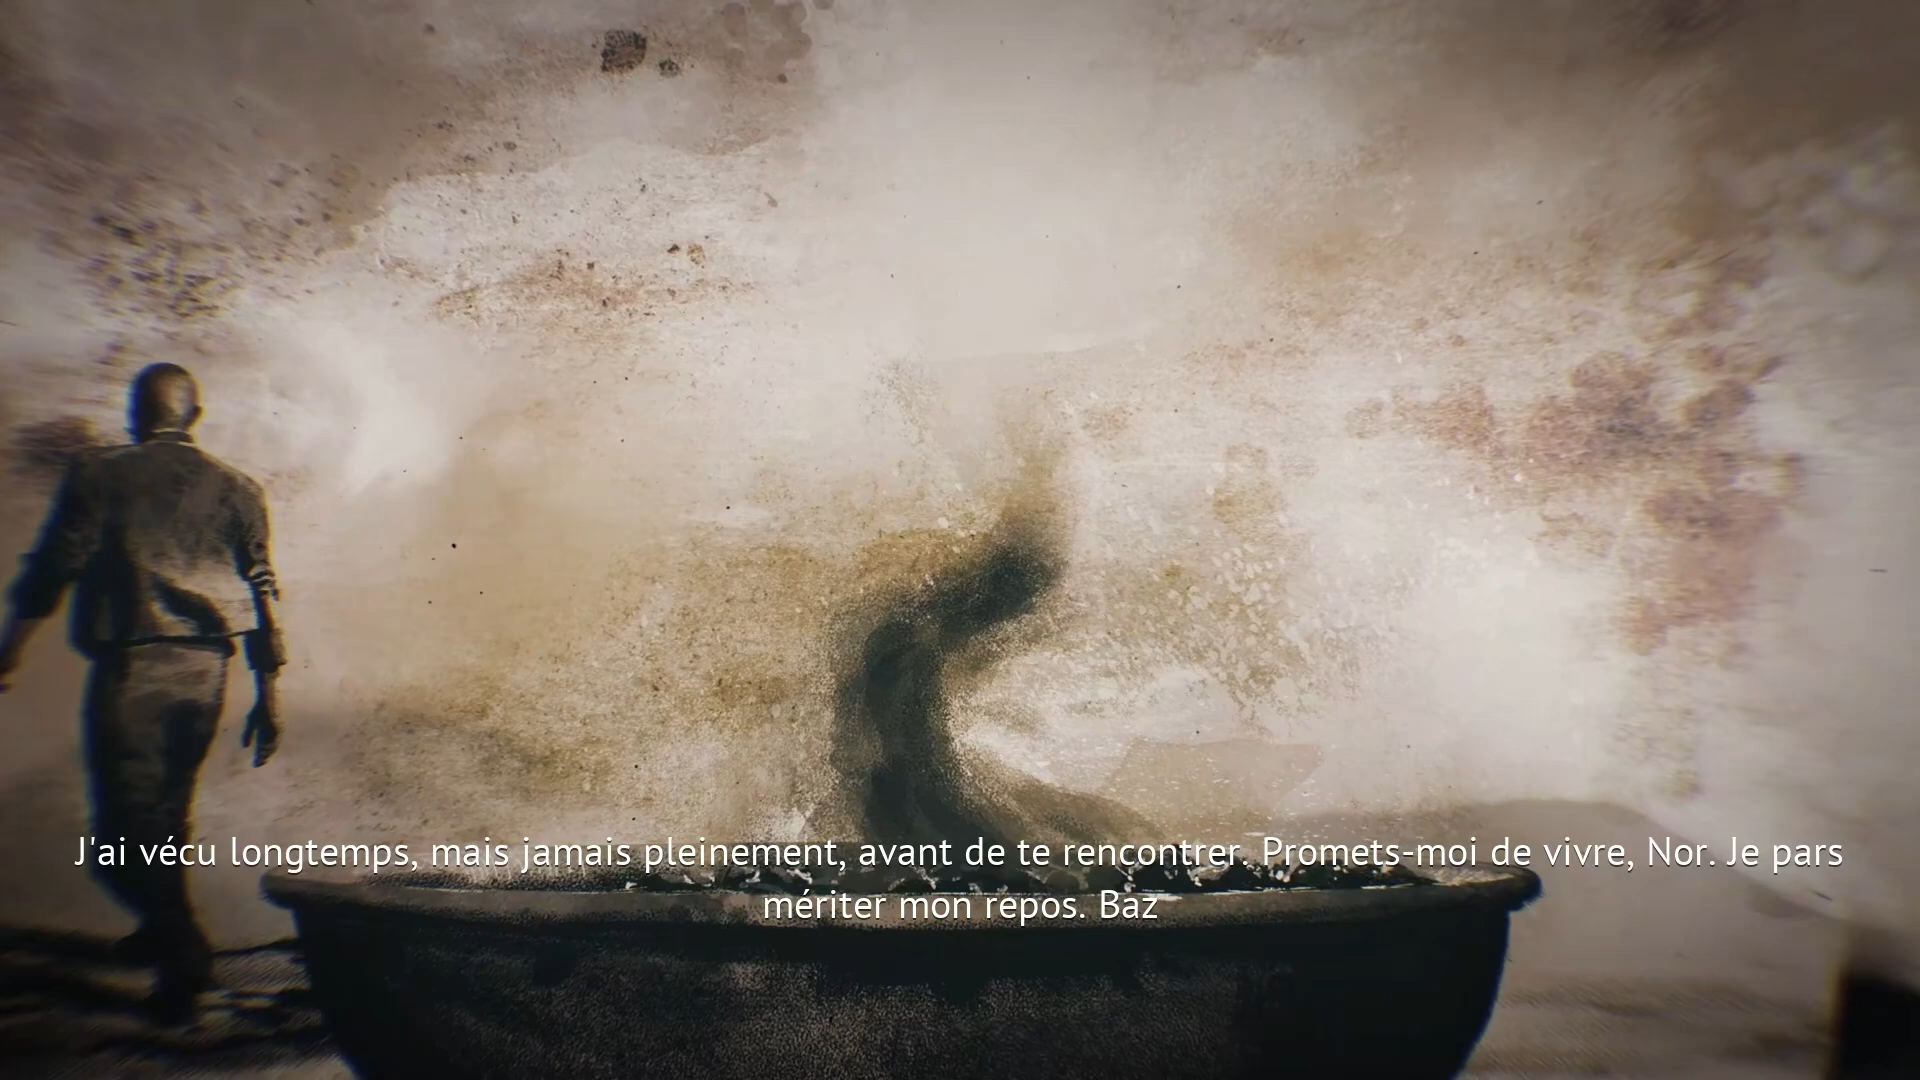 J'ai vécu longtemps, mais jamais pleinement, avant de te rencontrer. Promets-moi de vivre, Nor. Je pars
mériter mon repos. Baz